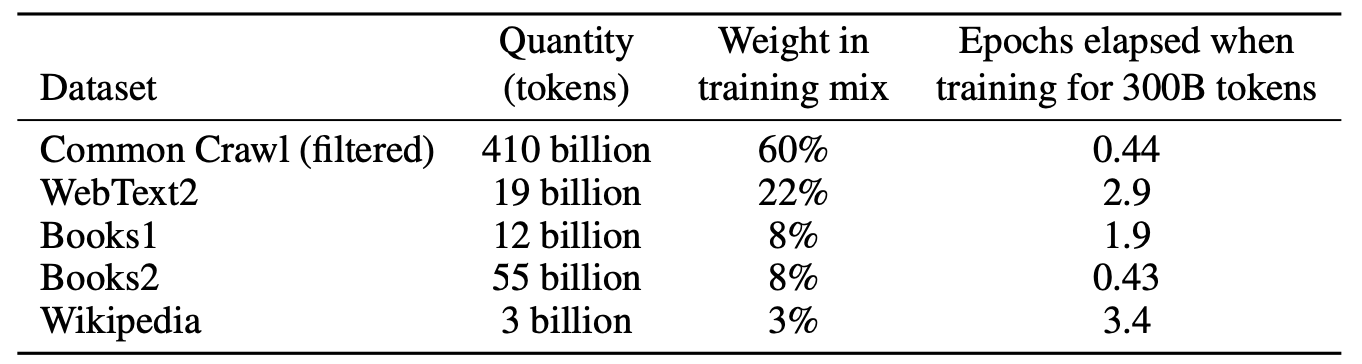 Dataset Quantity (tokens) Weight in training mix Epochs elapsed when training for 300B tokens
Common Crawl (filtered) 410 billion 60% 0.44
WebText2 19 billion 22% 2.9
Books1 12 billion 8% 1.9
Books2 55 billion 8% 0.43
Wikipedia 3 billion 3% 3.4